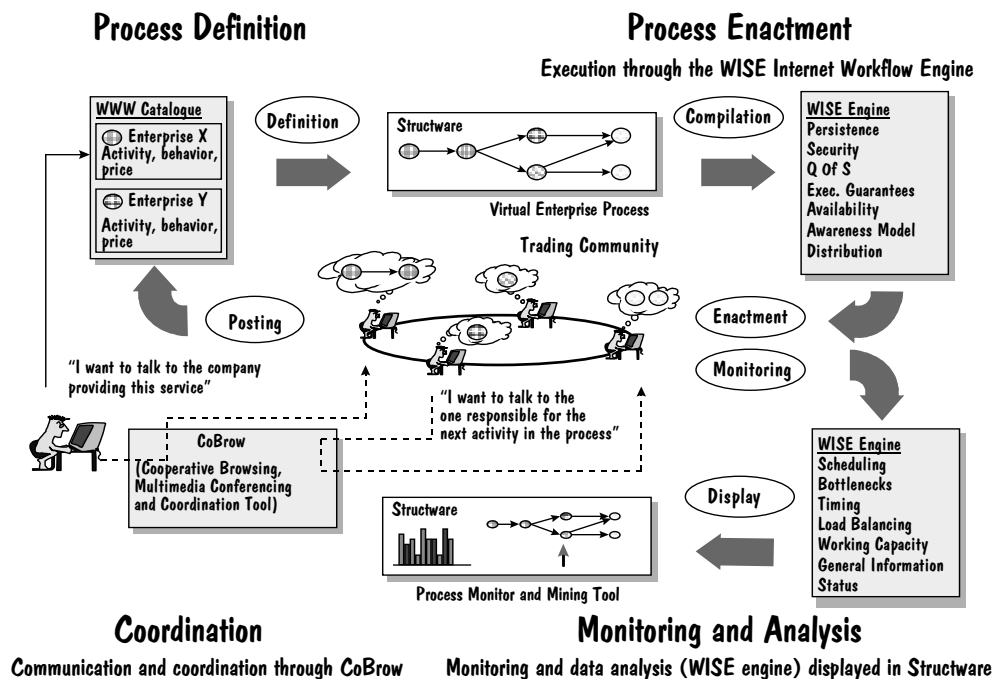 Process Definition
Process Enactment
Execution through the WISE Internet Workflow Engine
WWW Catalogue
Enterprise X
Activity, behavior,
price
Enterprise Y
Activity, behavior,
price
Definition
Structware
Virtual Enterprise Process
Compilation
WISE Engine
Persistence
Security
Q Of S
Exec. Guarantees
Availability
Awareness Model
Distribution
Trading Community
Posting
Enactment
Monitoring
“I want to talk to the company
providing this service”
“I want to talk to the
one responsible for the
next activity in the process”
CoBrow
(Cooperative Browsing,
Multimedia Conferencing
and Coordination Tool)
Structware
Process Monitor and Mining Tool
Display
WISE Engine
Scheduling
Bottlenecks
Timing
Load Balancing
Working Capacity
General Information
Status
Coordination
Communication and coordination through CoBrow
Monitoring and Analysis
Monitoring and data analysis (WISE engine) displayed in Structware